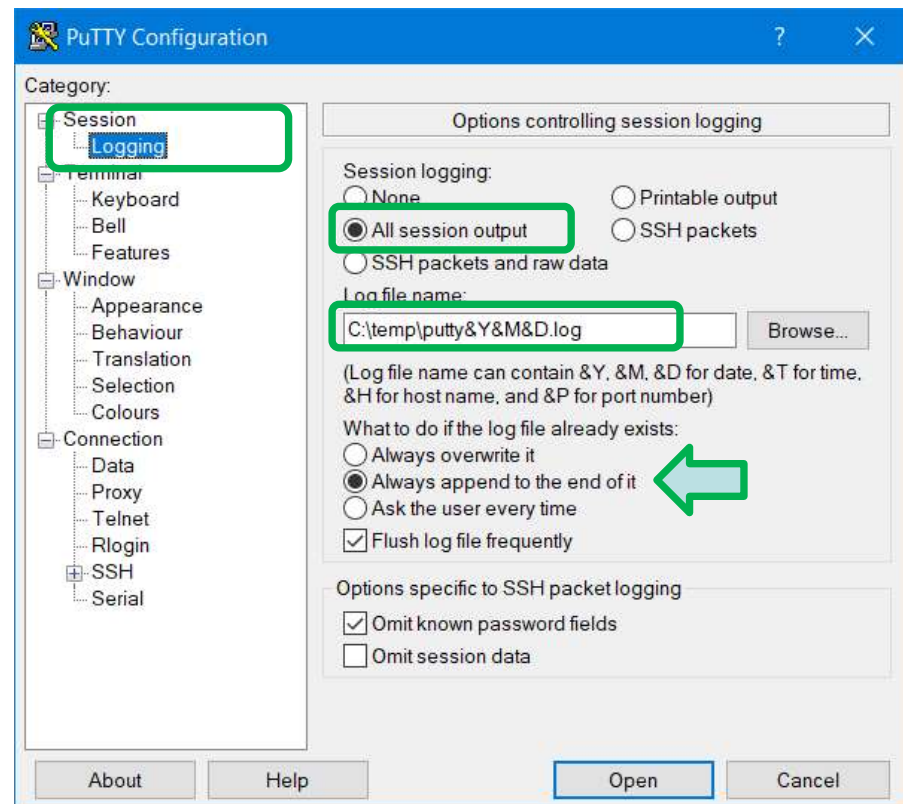 PuTTY Configuration
?
Category:
Session
Logging
Terminal
Keyboard
Bell
Features
Window
Appearance
Behaviour
Translation
Selection
Colours
Connection
Data
Proxy
Telnet
Rlogin
SSH
Serial
Options controlling session logging
Session logging:
None
Printable output
All session output
SSH packets
SSH packets and raw data
Log file name:
C:\temp\putty&Y&M&D.log
Browse...
(Log file name can contain &Y, &M, &D for date, &T for time,
&H for host name, and &P for port number)
What to do if the log file already exists:
Always overwrite it
Always append to the end of it
Ask the user every time
Flush log file frequently
Options specific to SSH packet logging
Omit known password fields
Omit session data
About
Help
Open
Cancel